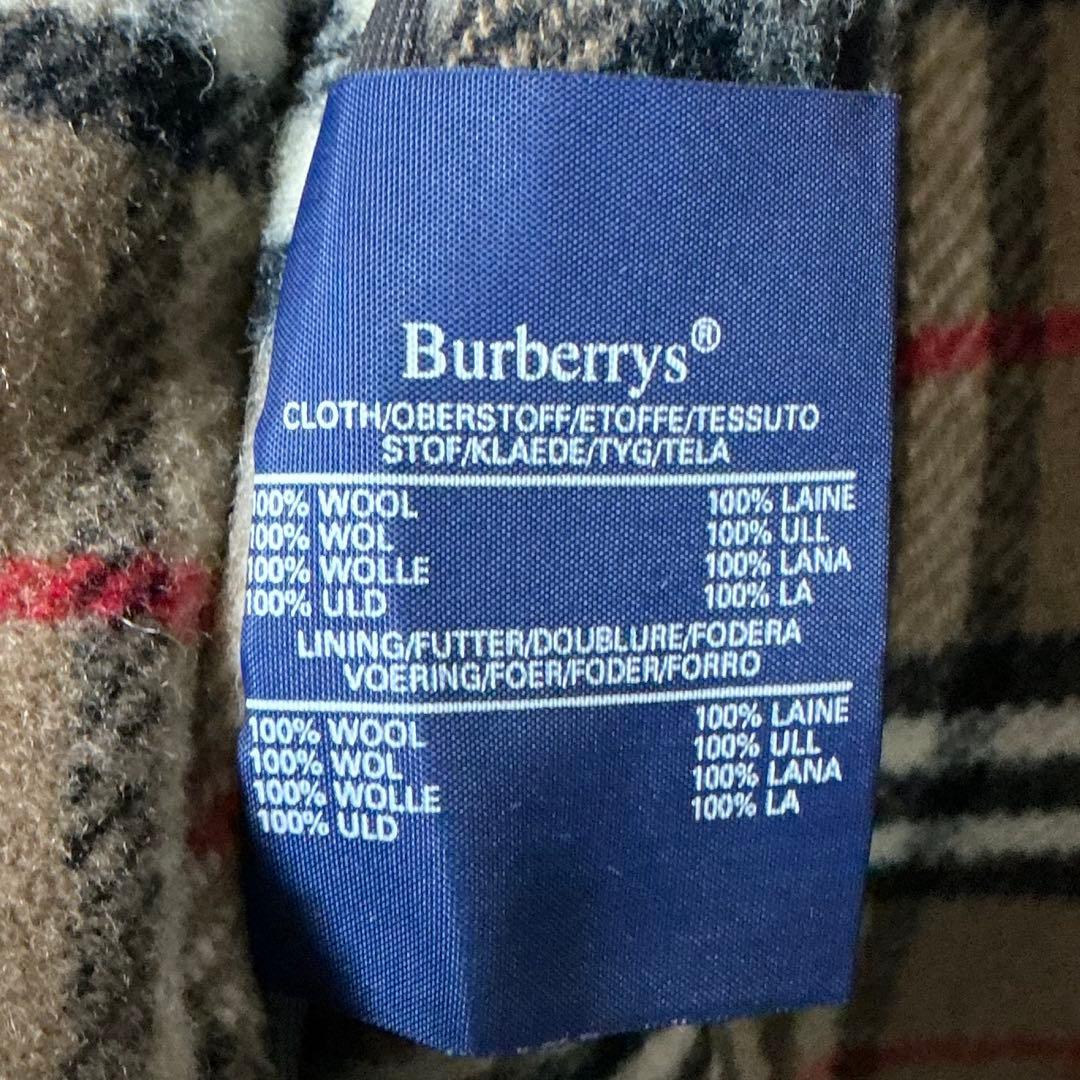 Burberrys®
CLOTH/OBERSTOFF/ETOFFE/TESSUTO
STOF/KLAEDE/TYG/TELA
100% WOOL 100% LAINE
100% WOL 100% ULL
100% WOLLE 100% LANA
100% ULD 100% LA
LINING/FUTTER/DOUBLURE/FODERA
VOERING/FOER/FODER/FORRO
100% WOOL 100% LAINE
100% WOL 100% ULL
100% WOLLE 100% LANA
100% ULD 100% LA